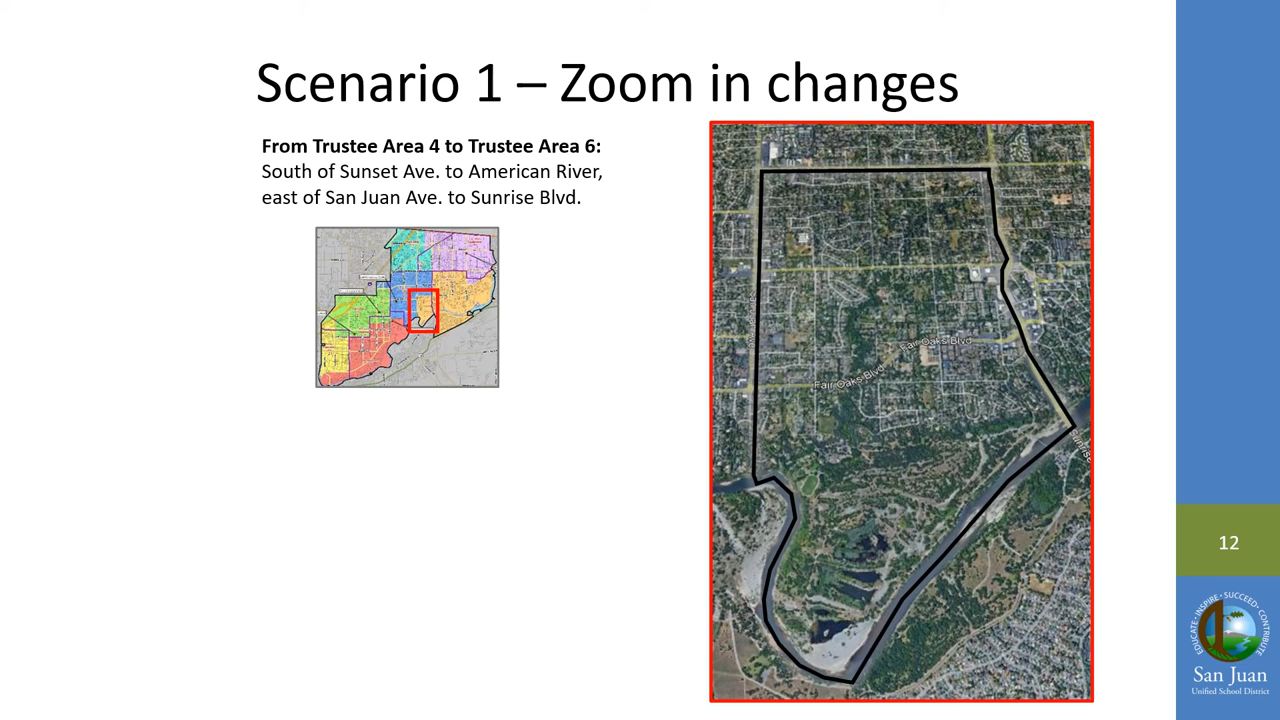 Scenario 1 – Zoom in changes
From Trustee Area 4 to Trustee Area 6:
South of Sunset Ave. to American River,
east of San Juan Ave. to Sunrise Blvd.
Fair Oaks Blvd
Fair Oaks Blvd
Sunrise
12
EDUCATE • INSPIRE • SUCCEED • CONTRIBUTE
San Juan
Unified School District